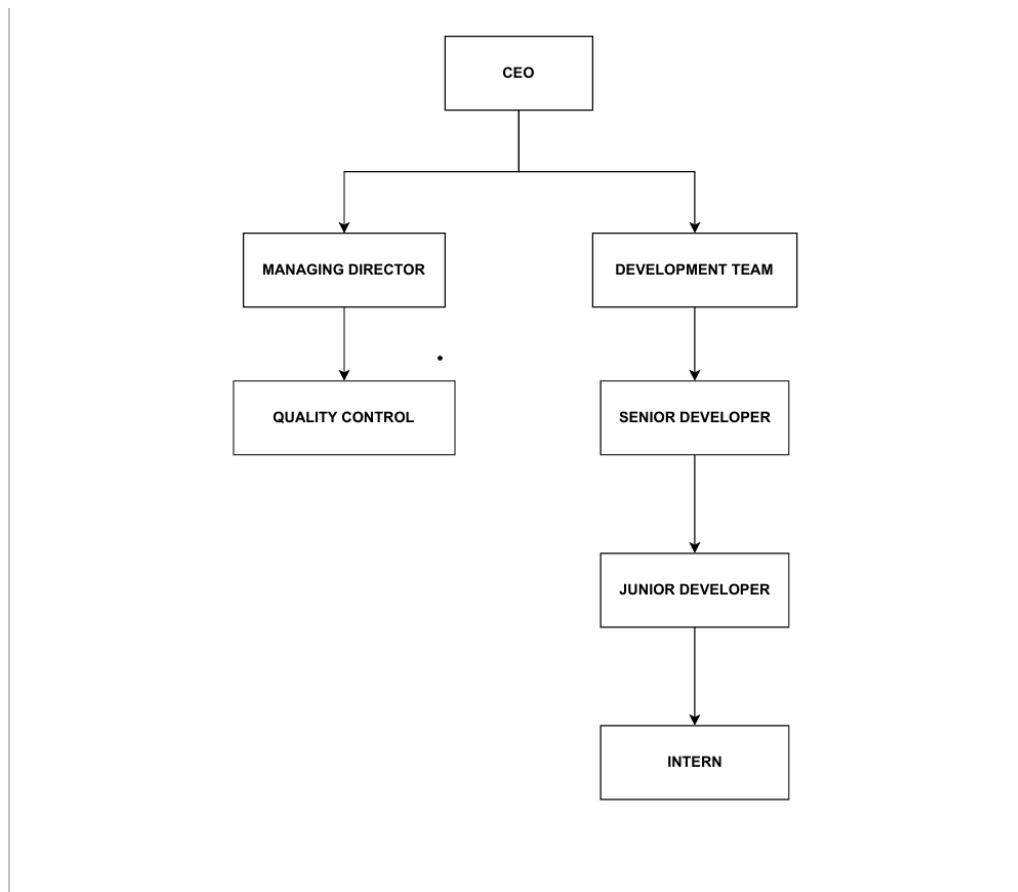 CEO
MANAGING DIRECTOR
DEVELOPMENT TEAM
QUALITY CONTROL
SENIOR DEVELOPER
JUNIOR DEVELOPER
INTERN